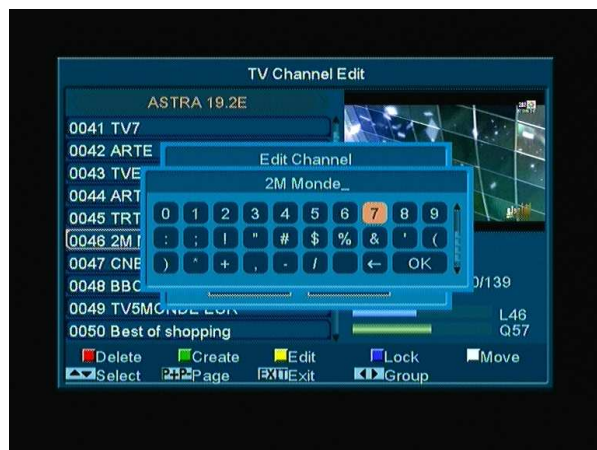 TV Channel Edit
ASTRA 19.2E
0041 TV7
0042 ARTE
0043 TVE
0044 ART
0045 TRT
0046 2M
0047 CNE
0048 BBC
0049 TV5MONDE EUR
0050 Best of shopping
Edit Channel
2M Monde_
0 1 2 3 4 5 6 7 8 9
: ; ! " # $ % & ' (
) * + , - / ← OK
0/139
L46
Q57
Delete Create Edit Lock Move
Select P+P- Page EXIT Exit Group